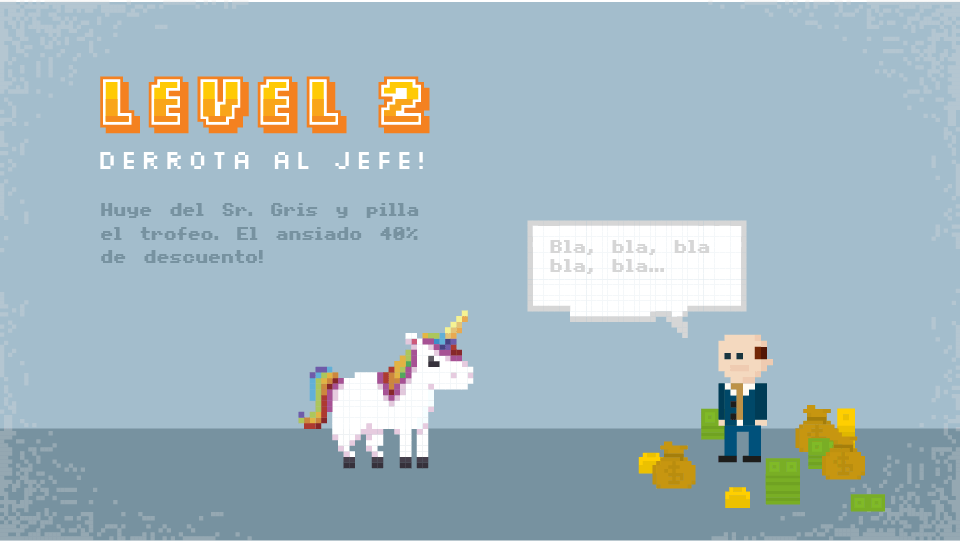 LEVEL 2
DERROTA AL JEFE!
Huye del Sr. Gris y pilla
el trofeo. El ansiado 40%
de descuento!
Bla, bla, bla
bla, bla...
$
$
$